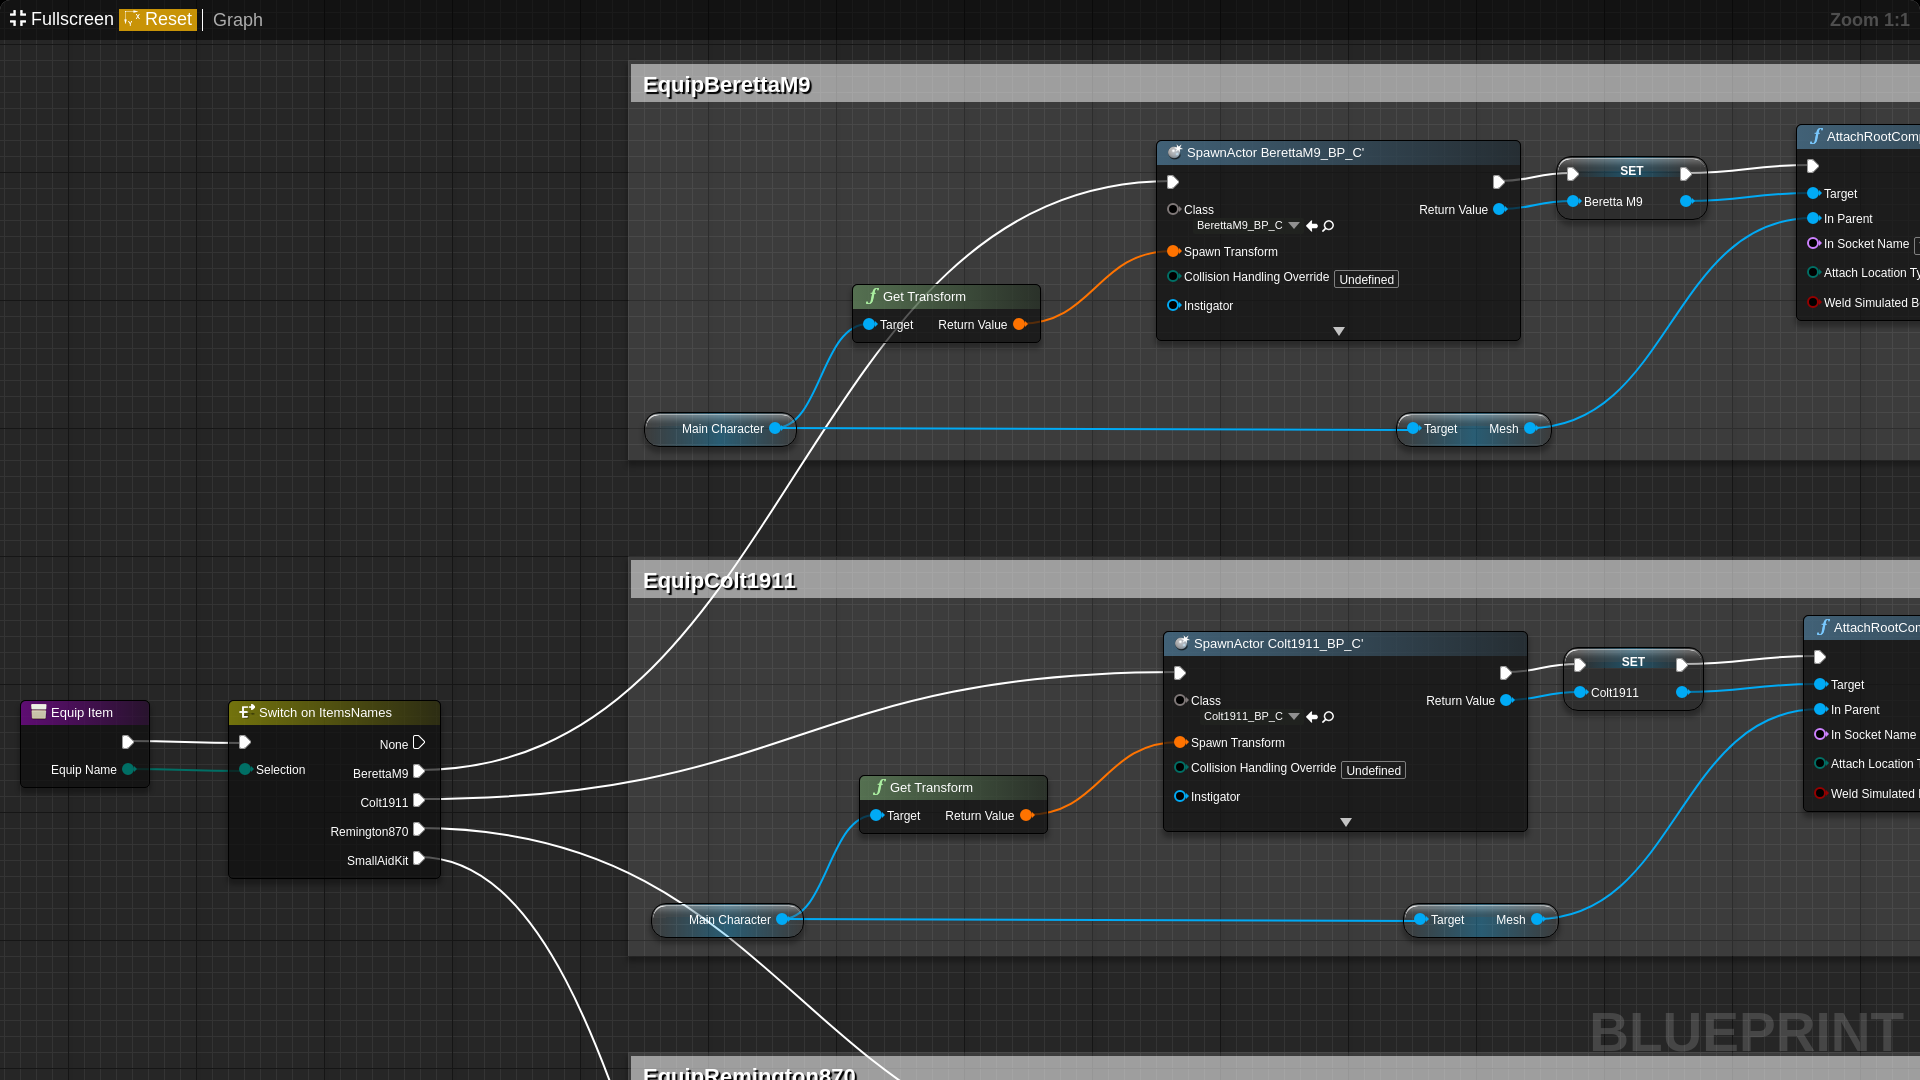 Fullscreen Reset Graph Zoom 1:1
EquipBerettaM9
AttachRootComp
SpawnActor BerettaM9_BP_C'
SET
Target
Class
Return Value
Beretta M9
BerettaM9_BP_C
In Parent
In Socket Name
Spawn Transform
Collision Handling Override Undefined
Attach Location Ty
Get Transform
Instigator
Weld Simulated B
Target Return Value
Main Character
Target Mesh
EquipColt1911
AttachRootCon
SpawnActor Colt1911_BP_C'
SET
Target
Class
Return Value
Colt1911
Colt1911_BP_C
In Parent
In Socket Name
Spawn Transform
Collision Handling Override Undefined
Attach Location T
Get Transform
Instigator
Weld Simulated
Target Return Value
Main Character
Target Mesh
Equip Item
Equip Name
Switch on ItemsNames
None
Selection
BerettaM9
Colt1911
Remington870
SmallAidKit
BLUEPRINT
EquipRemington870